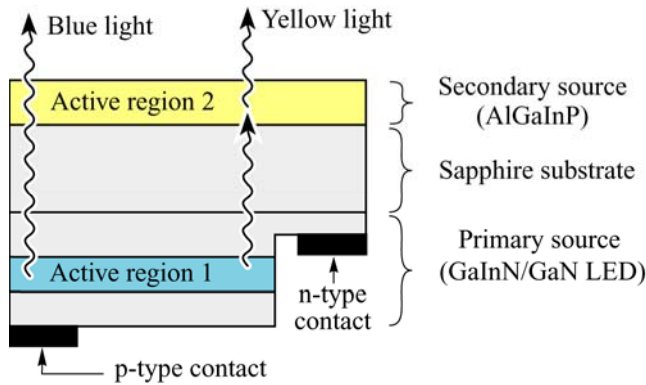 Blue light
Yellow light
Active region 2
Secondary source
(AlGaInP)
Sapphire substrate
Active region 1
Primary source
(GaInN/GaN LED)
n-type
contact
p-type contact